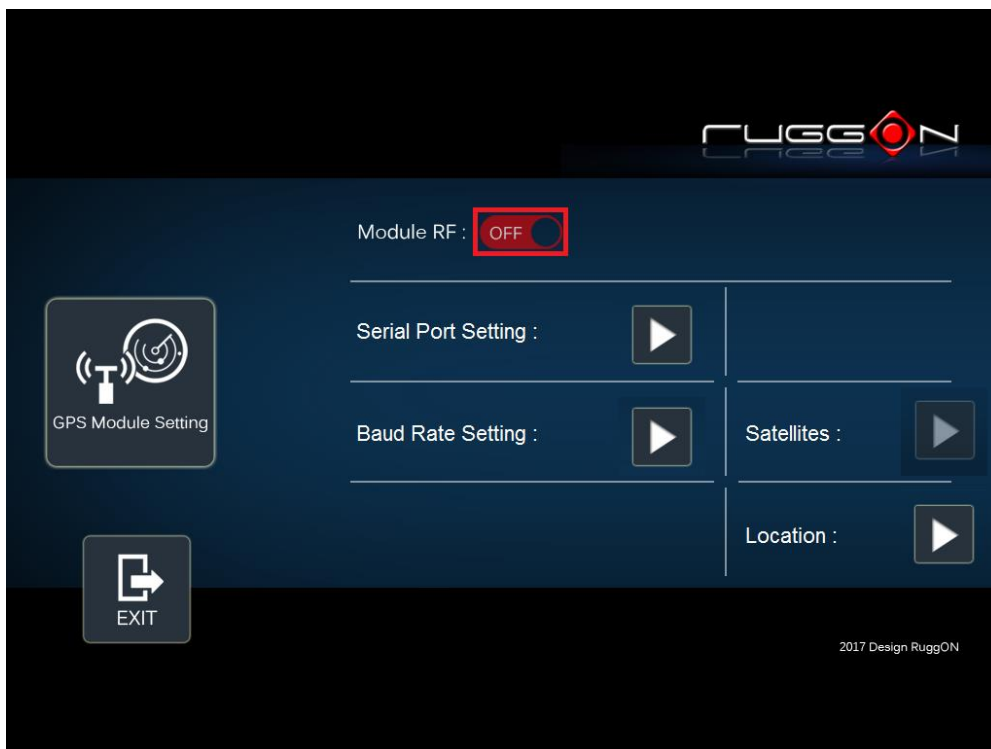 RUGGON
Module RF : OFF
Serial Port Setting :
GPS Module Setting
Baud Rate Setting :
Satellites :
Location :
EXIT
2017 Design RuggON